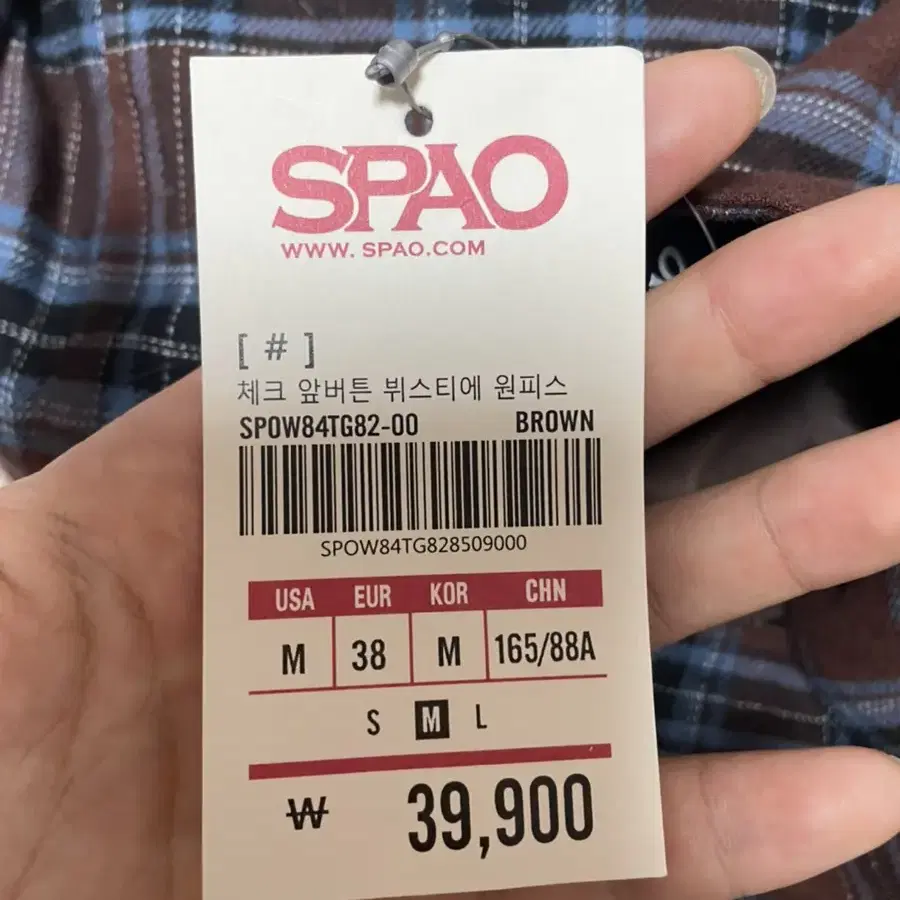 SPAO
WWW. SPAO.COM
[ # ]
체크 앞버튼 뷔스티에 원피스
SPOW84TG82-00 BROWN
SPOW84TG828509000
USA EUR KOR CHN
M 38 M 165/88A
S M L
₩ 39,900